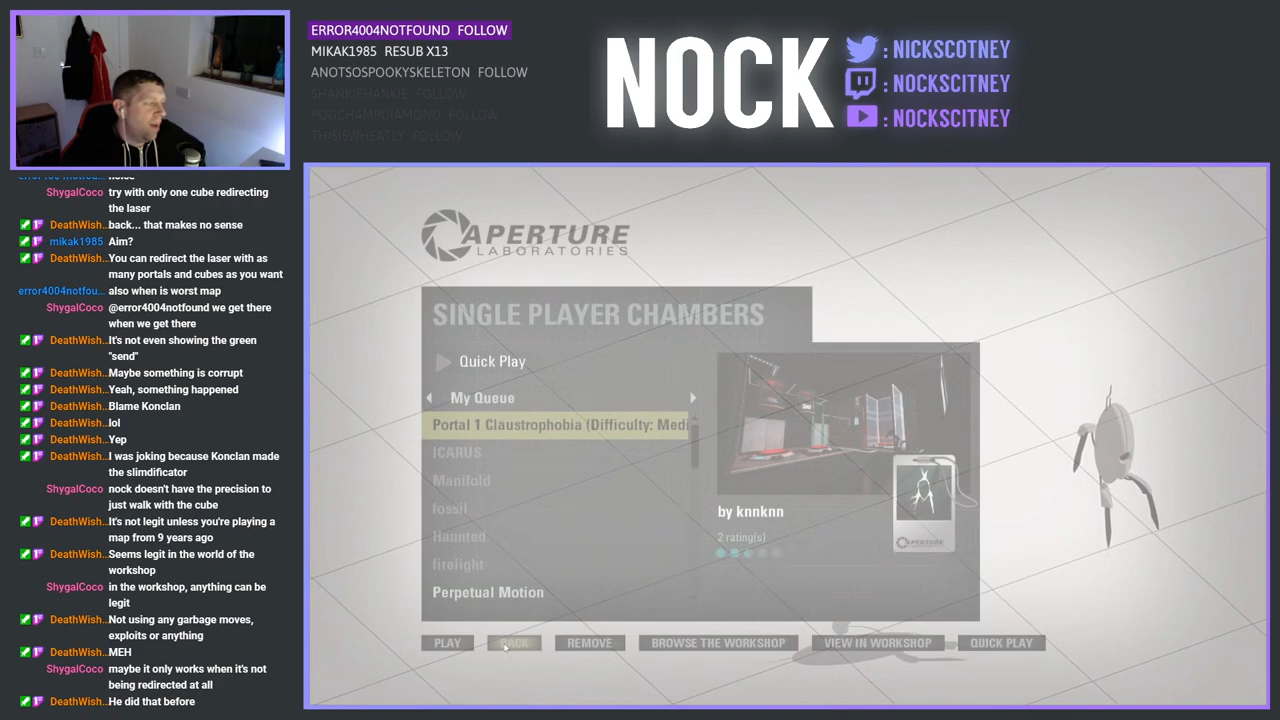 ERROR4004NOTFOUND FOLLOW
MIKAK1985 RESUB X13
ANOTSOSPOOKYSKELETON FOLLOW
SHANKIEHANKIE FOLLOW
POGCHAMPDIAMOND FOLLOW
THISISWHEATLY FOLLOW
NOCK
: NICKSCOTNEY
: NOCKSCITNEY
: NOCKSCITNEY
ShygalCoco try with only one cube redirecting
the laser
DeathWish... back... that makes no sense
mikak1985 Aim?
DeathWish... You can redirect the laser with as
many portals and cubes as you want
error4004notfou... also when is worst map
ShygalCoco @error4004notfound we get there
when we get there
DeathWish... It's not even showing the green
"send"
DeathWish... Maybe something is corrupt
DeathWish... Yeah, something happened
DeathWish... Blame Konclan
DeathWish... lol
DeathWish... Yep
DeathWish... I was joking because Konclan made
the slimdificator
ShygalCoco nock doesn't have the precision to
just walk with the cube
DeathWish... It's not legit unless you're playing a
map from 9 years ago
DeathWish... Seems legit in the world of the
workshop
ShygalCoco in the workshop, anything can be
legit
DeathWish... Not using any garbage moves,
exploits or anything
DeathWish... MEH
ShygalCoco maybe it only works when it's not
being redirected at all
DeathWish... He did that before
APERTURE
LABORATORIES
SINGLE PLAYER CHAMBERS
Quick Play
My Queue
Portal 1 Claustrophobia (Difficulty: Medi
ICARUS
Manifold
fossil
Haunted
firelight
Perpetual Motion
by knnknn
2 rating(s)
APERTURE
PLAY BACK REMOVE BROWSE THE WORKSHOP VIEW IN WORKSHOP QUICK PLAY